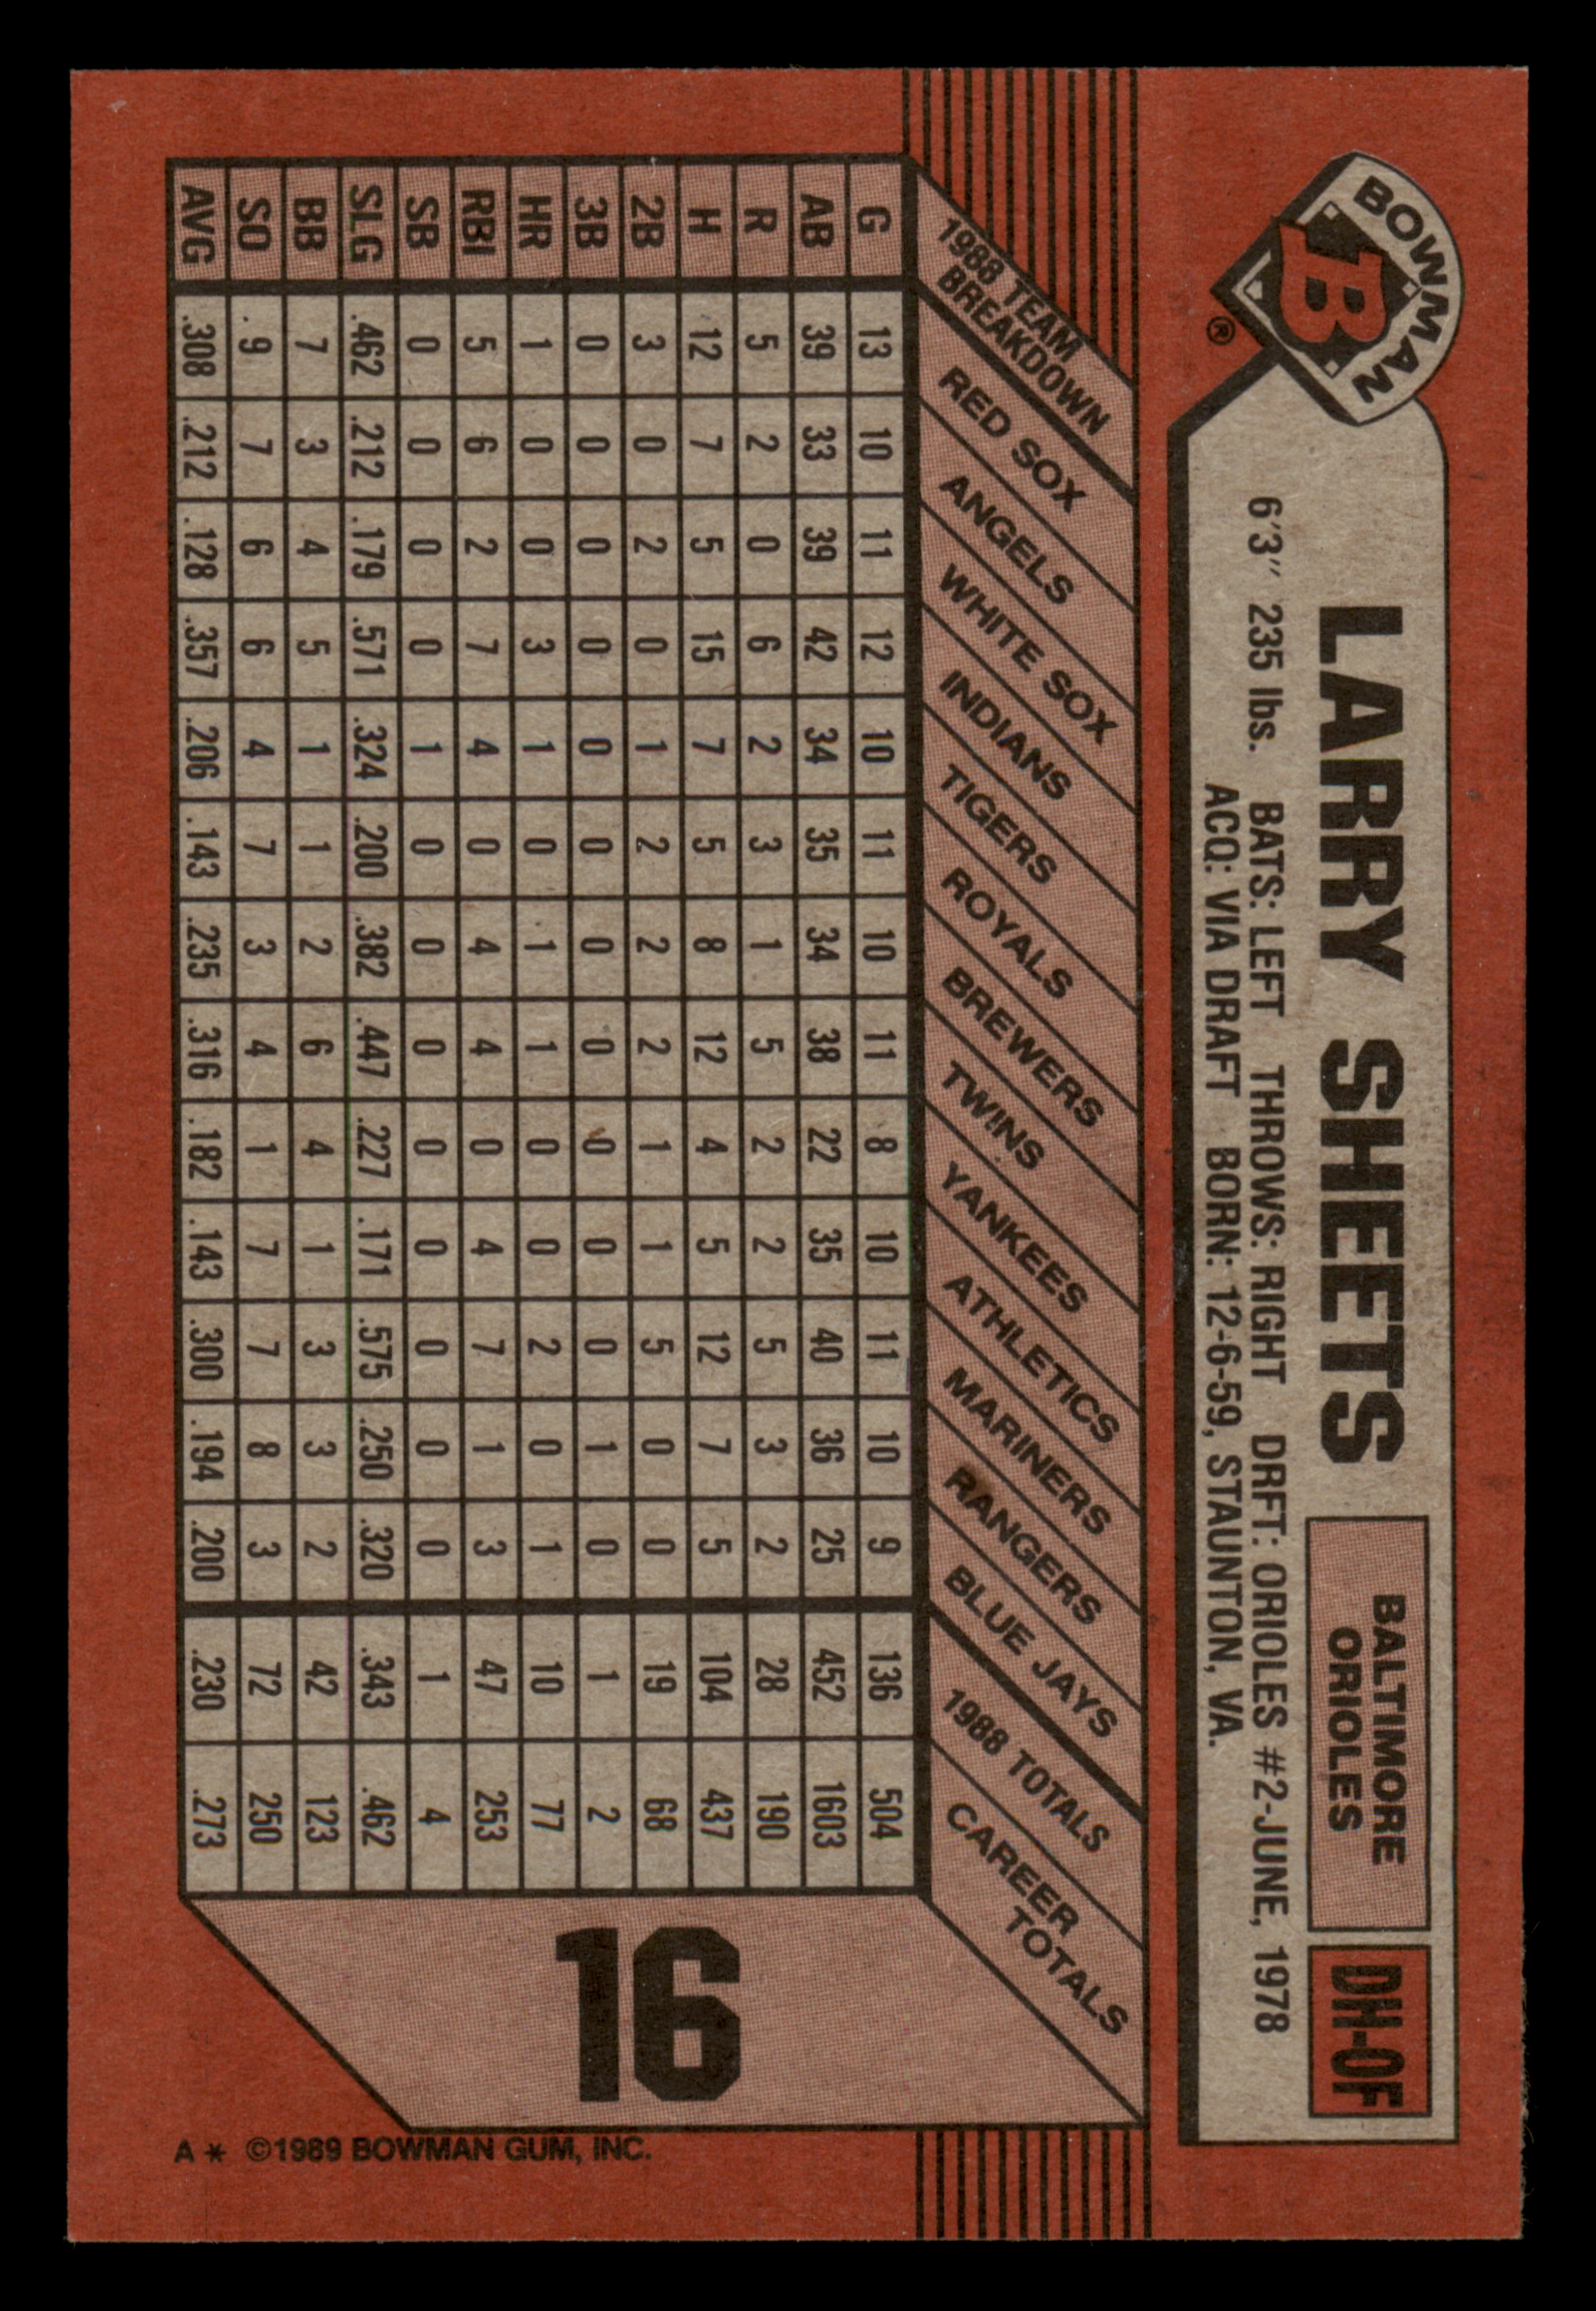 BOWMAN
B
®
LARRY SHEETS
BALTIMORE
ORIOLES
DH-OF
6'3" 235 lbs. BATS: LEFT THROWS: RIGHT DRFT: ORIOLES #2-JUNE, 1978
ACQ: VIA DRAFT BORN: 12-6-59, STAUNTON, VA.
1988 TEAM
BREAKDOWN
RED SOX
ANGELS
WHITE SOX
INDIANS
TIGERS
ROYALS
BREWERS
TWINS
YANKEES
ATHLETICS
MARINERS
RANGERS
BLUE JAYS
1988 TOTALS
CAREER
TOTALS
G 13 10 11 12 10 11 10 11 8 10 11 10 9 136 504
AB 39 33 39 42 34 35 34 38 22 35 40 36 25 452 1603
R 5 2 0 6 2 3 1 5 2 2 5 3 2 28 190
H 12 7 5 15 7 5 8 12 4 5 12 7 5 104 437
2B 3 0 2 0 1 2 2 2 1 1 5 0 0 19 68
3B 0 0 0 0 0 0 0 0 0 0 0 1 0 1 2
HR 1 0 0 3 1 0 1 1 0 0 2 0 1 10 77
RBI 5 6 2 7 4 0 4 4 0 4 7 1 3 47 253
SB 0 0 0 0 1 0 0 0 0 0 0 0 0 1 4
SLG .462 .212 .179 .571 .324 .200 .382 .447 .227 .171 .575 .250 .320 .343 .462
BB 7 3 4 5 1 1 2 6 4 1 3 3 2 42 123
SO 9 7 6 6 4 7 3 4 1 7 7 8 3 72 250
AVG .308 .212 .128 .357 .206 .143 .235 .316 .182 .143 .300 .194 .200 .230 .273
16
A * ©1989 BOWMAN GUM, INC.